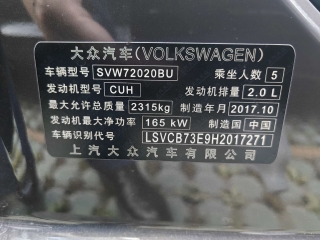 大众汽车(VOLKSWAGEN)
车辆型号 SVW72020BU 乘坐人数 5
发动机型号 CUH 发动机排量 2.0 L
最大允许总质量 2315kg 制造年月 2017.10
发动机最大净功率 165 kW 制造国 中国
车辆识别代号 LSVCB73E9H2017271
上汽大众汽车有限公司